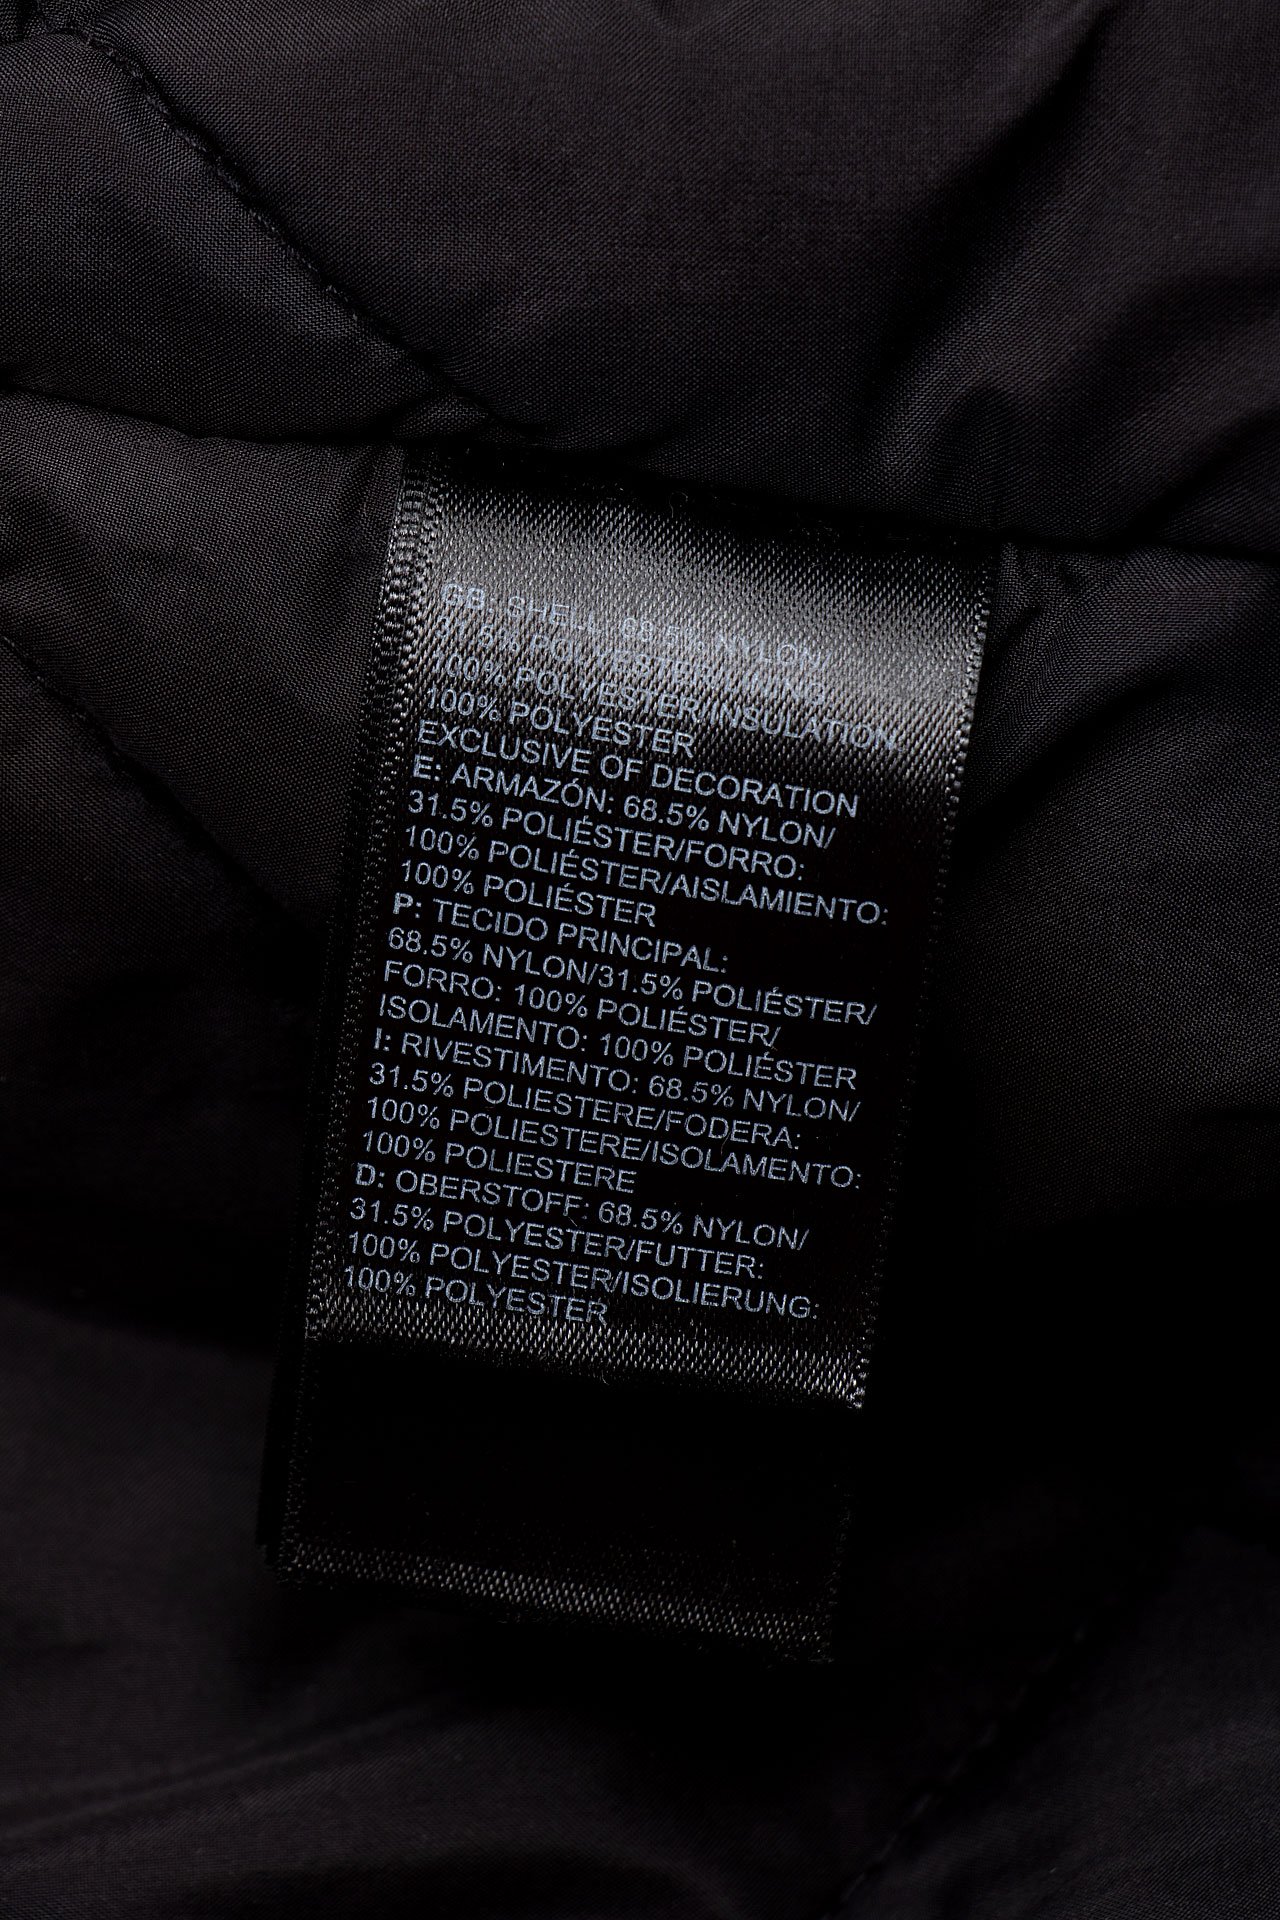 GB: SHELL: 68.5% NYLON/
31.5% POLYESTER/LINING:
100% POLYESTER/INSULATION:
100% POLYESTER
EXCLUSIVE OF DECORATION
E: ARMAZÓN: 68.5% NYLON/
31.5% POLIÉSTER/FORRO:
100% POLIÉSTER/AISLAMIENTO:
100% POLIÉSTER
P: TECIDO PRINCIPAL:
68.5% NYLON/31.5% POLIÉSTER/
FORRO: 100% POLIÉSTER/
ISOLAMENTO: 100% POLIÉSTER
I: RIVESTIMENTO: 68.5% NYLON/
31.5% POLIESTERE/FODERA:
100% POLIESTERE/ISOLAMENTO:
100% POLIESTERE
D: OBERSTOFF: 68.5% NYLON/
31.5% POLYESTER/FUTTER:
100% POLYESTER/ISOLIERUNG:
100% POLYESTER